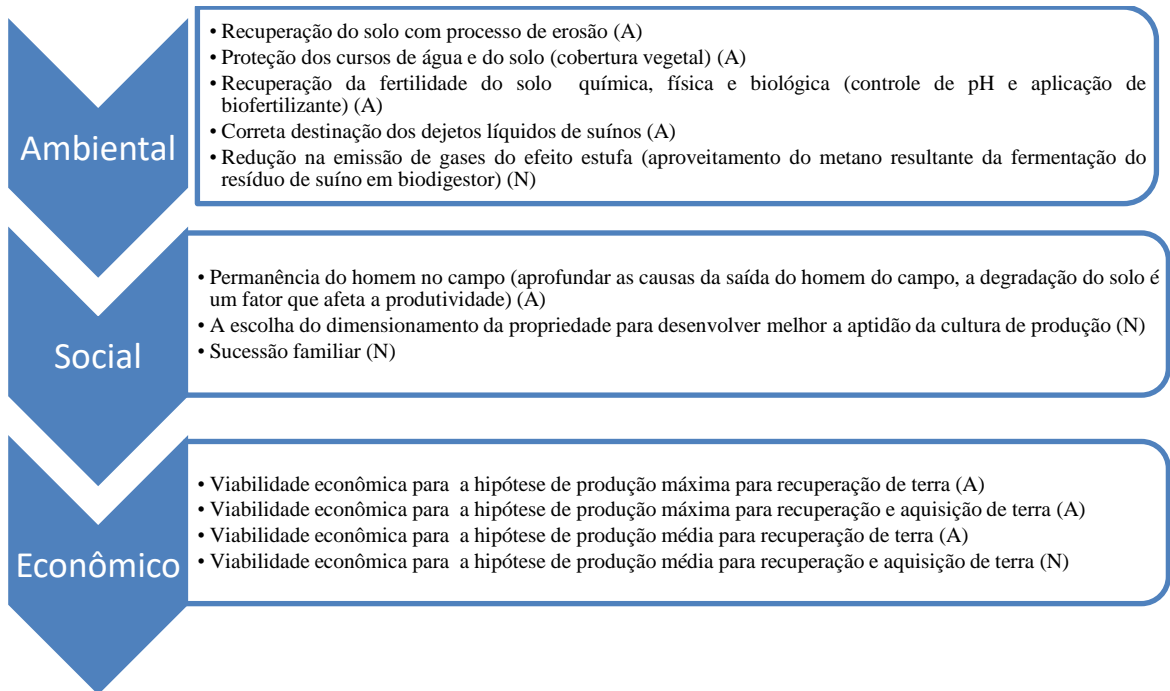 Ambiental
• Recuperação do solo com processo de erosão (A)
• Proteção dos cursos de água e do solo (cobertura vegetal) (A)
• Recuperação da fertilidade do solo química, física e biológica (controle de pH e aplicação de
biofertilizante) (A)
• Correta destinação dos dejetos líquidos de suínos (A)
• Redução na emissão de gases do efeito estufa (aproveitamento do metano resultante da fermentação do
resíduo de suíno em biodigestor) (N)
Social
• Permanência do homem no campo (aprofundar as causas da saída do homem do campo, a degradação do solo é
um fator que afeta a produtividade) (A)
• A escolha do dimensionamento da propriedade para desenvolver melhor a aptidão da cultura de produção (N)
• Sucessão familiar (N)
Econômico
• Viabilidade econômica para a hipótese de produção máxima para recuperação de terra (A)
• Viabilidade econômica para a hipótese de produção máxima para recuperação e aquisição de terra (A)
• Viabilidade econômica para a hipótese de produção média para recuperação de terra (A)
• Viabilidade econômica para a hipótese de produção média para recuperação e aquisição de terra (N)